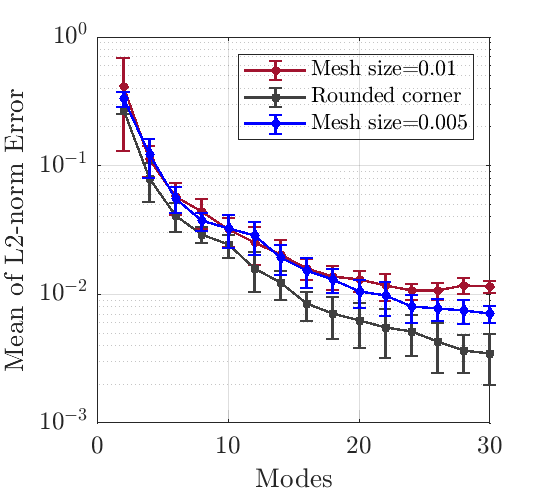 10^0
Mesh size=0.01
Rounded corner
Mesh size=0.005
10^{-1}
Mean of L2-norm Error
10^{-2}
10^{-3}
0 10 20 30
Modes